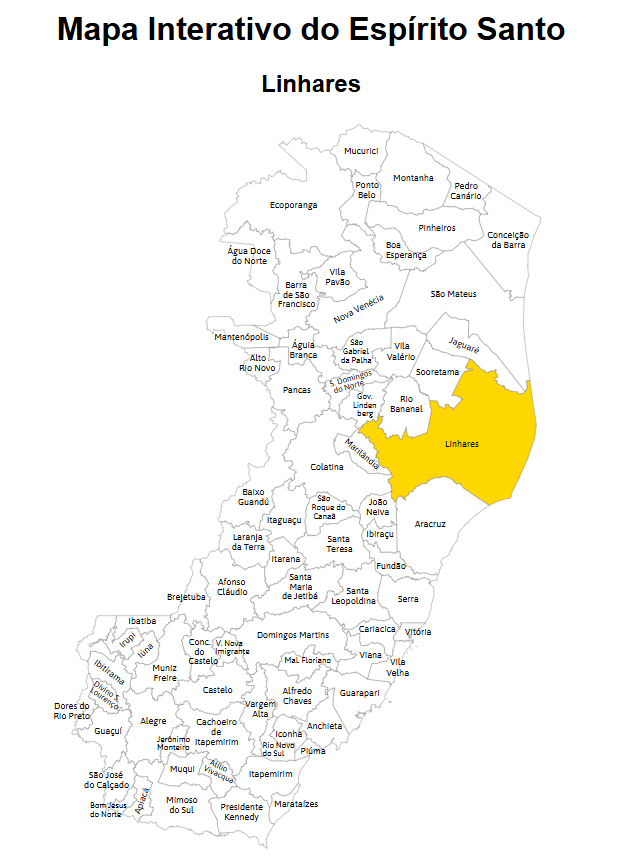 Mapa Interativo do Espírito Santo
Linhares
Mucurici
Montanha
Ponto
Belo
Pedro
Canário
Ecoporanga
Pinheiros
Conceição
da Barra
Boa
Esperança
Água Doce
do Norte
Vila
Pavão
Barra
de São
Francisco
São Mateus
Nova Venécia
Mantenópolis
Águia
Branca
São
Gabriel
da Palha
Vila
Valério
Jaguaré
Alto
Rio Novo
Sooretama
Pancas
S. Domingos
do Norte
Gov.
Linden
berg
Rio
Bananal
Linhares
Marilândia
Colatina
Baixo
Guandú
São
Roque do
Canaã
João
Neiva
Itaguaçu
Aracruz
Laranja
da Terra
Santa
Teresa
Ibiraçu
Itarana
Fundão
Afonso
Cláudio
Santa
Maria
de Jetibá
Santa
Leopoldina
Serra
Brejetuba
Ibatiba
Irupi
Iúna
Conc.
do
Castelo
V. Nova
Imigrante
Domingos Martins
Cariacica
Vitória
Viana
Vila
Velha
Mal. Floriano
Ibitirama
Muniz
Freire
Divino S.
Lourenço
Castelo
Alfredo
Chaves
Guarapari
Dores do
Rio Preto
Vargem
Alta
Guaçuí
Alegre
Cachoeiro
de
Itapemirim
Anchieta
Iconha
Jerônimo
Monteiro
Rio Novo
do Sul
Piúma
São José
do Calçado
Muqui
Atílio
Vivacqua
Itapemirim
Apiacá
Bom Jesus
do Norte
Mimoso
do Sul
Presidente
Kennedy
Marataízes